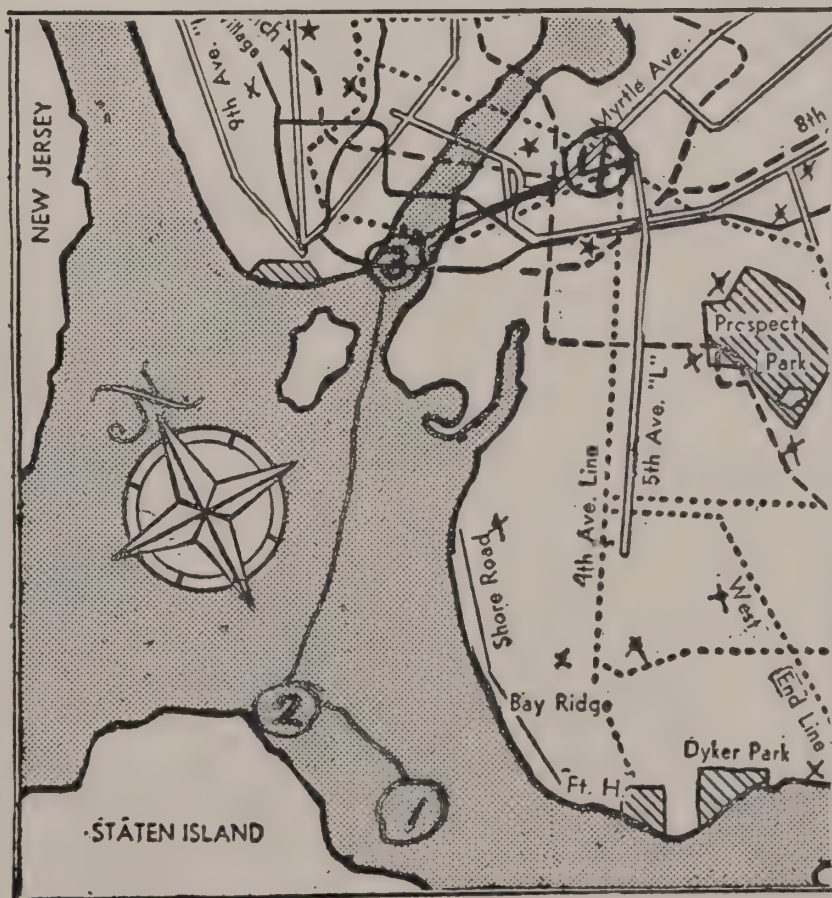 9th Ave. "L"
Village
NEW JERSEY
Myrtle Ave.
4
8th
3
Prospect
Park
N
5th Ave. "L"
4th Ave. Line
Shore Road
West
End Line
2
Bay Ridge
1
Dyker Park
Ft. H.
STATEN ISLAND